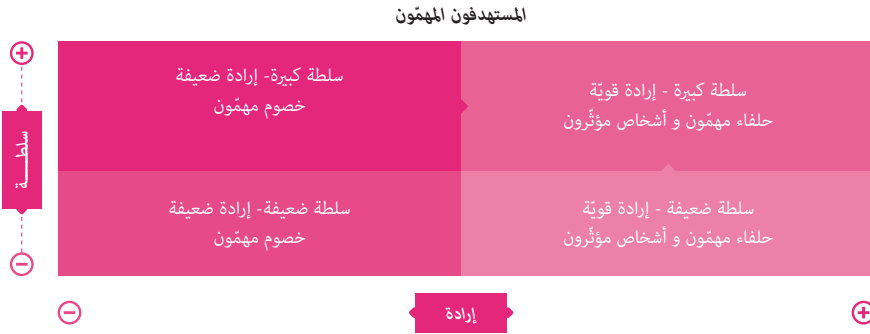 المستهدفون المهمّون
سلطة كبيرة - إرادة قويّة
حلفاء مهمّون و أشخاص مؤثّرون
سلطة كبيرة- إرادة ضعيفة
خصوم مهمّون
سلطة ضعيفة - إرادة قويّة
حلفاء مهمّون و أشخاص مؤثّرون
سلطة ضعيفة- إرادة ضعيفة
خصوم مهمّون
سلطـــــة
إرادة